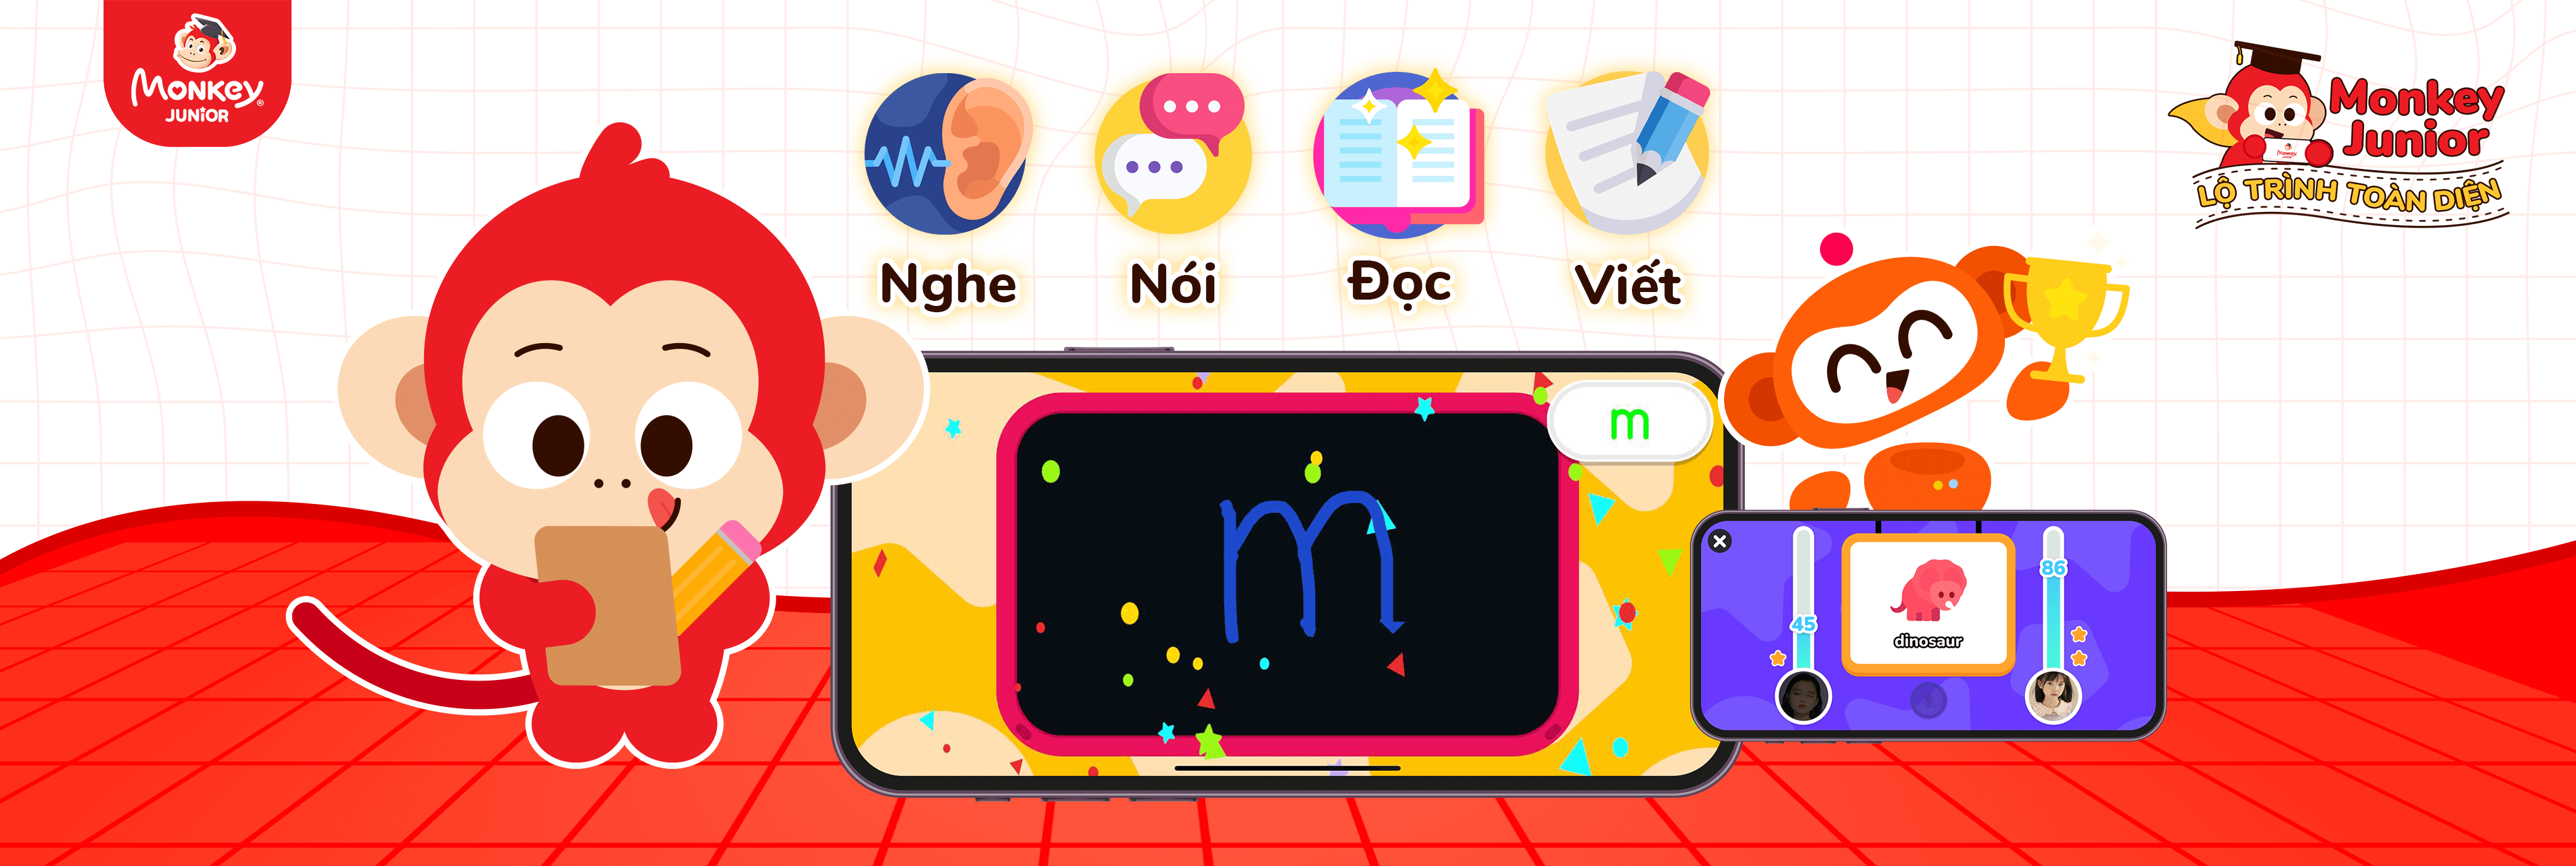 Monkey®
JUNIOR
Nghe
Nói
Đọc
Viết
Monkey
Junior
LỘ TRÌNH TOÀN DIỆN
m
m
45
86
dinosaur